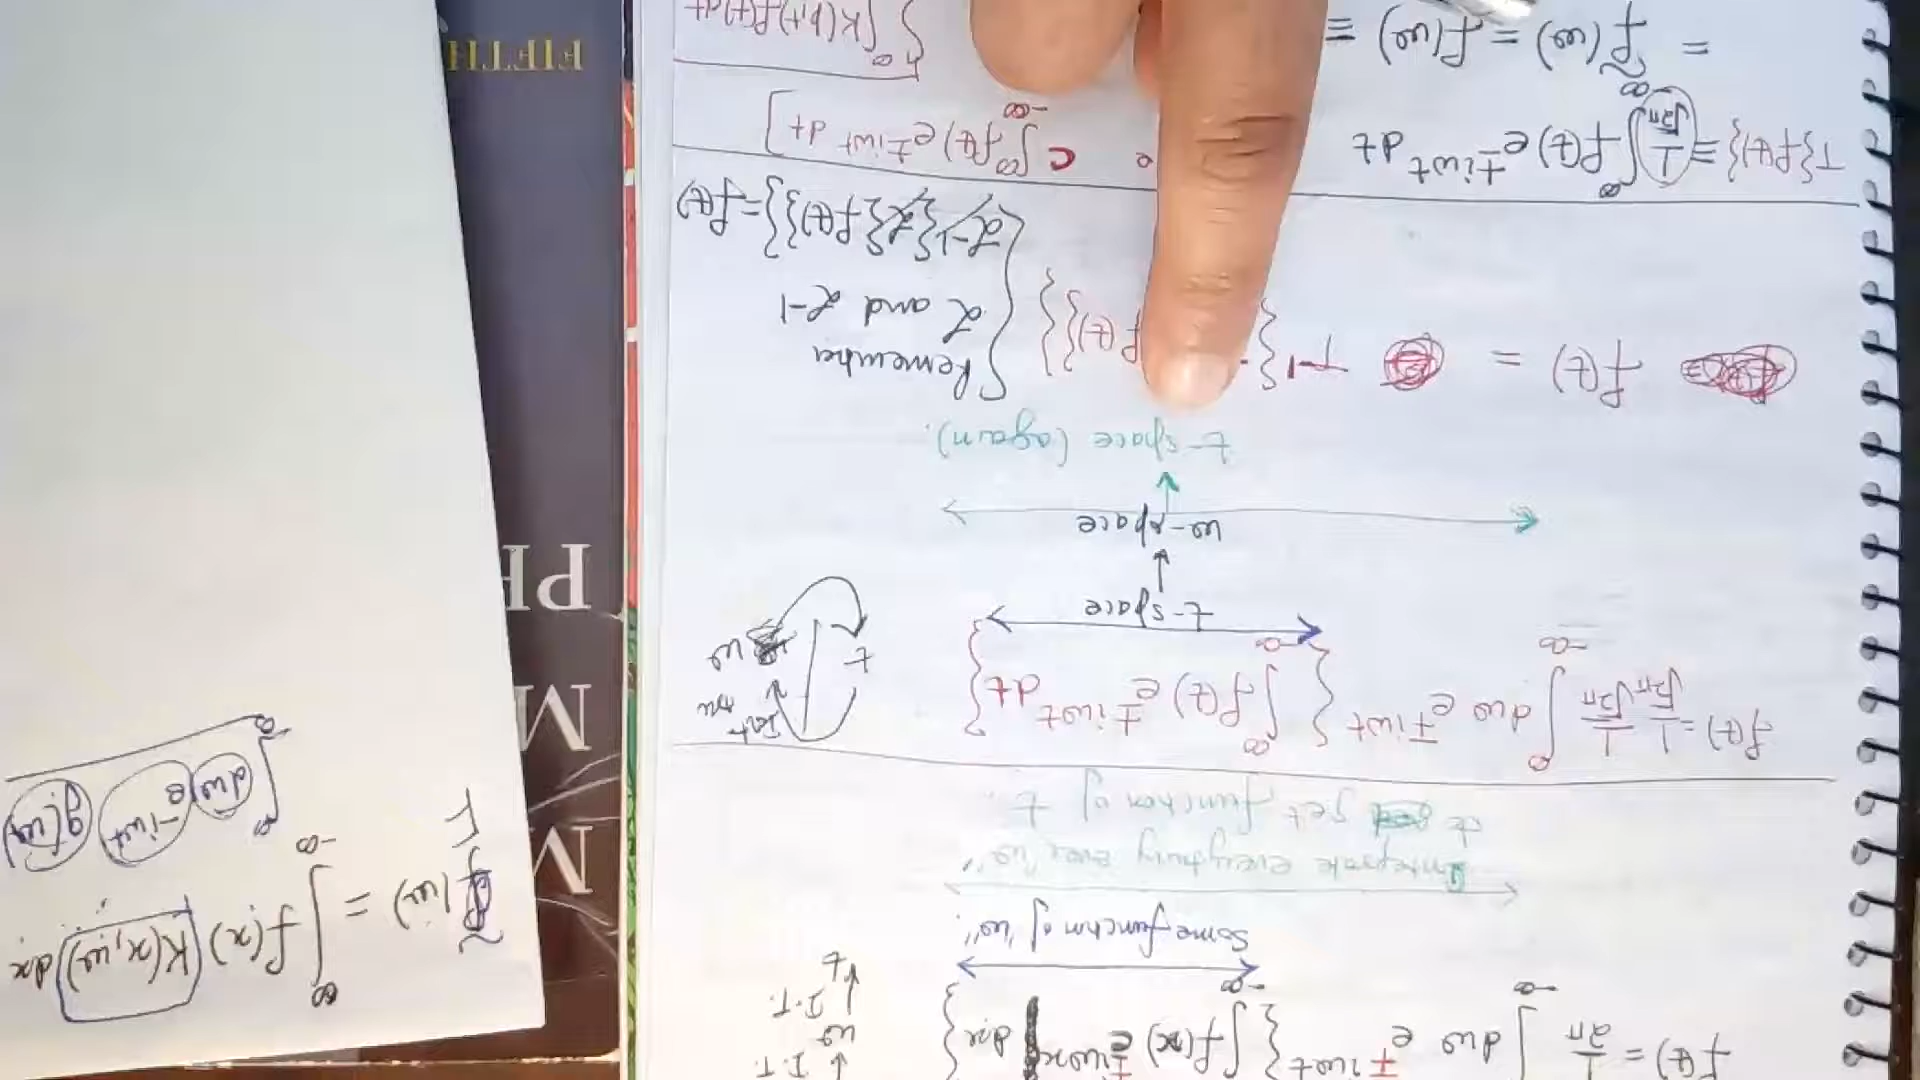 f(t) = 1/2π ∫_{-∞} dω e^{∓iωt} { ∫_{-∞} f(x) e^{±iωx} dx }
I.T.
ω
I.T.
t
"Some function of "ω"
Integrate everything over "ω"
& get function of t
f(t) = 1/√2π 1/√2π ∫_{-∞}^{∞} dω e^{∓iωt} { ∫_{-∞}^{∞} f(t) e^{±iωt} dt }
t
ω
t-space
ω-space
t-space (again).
f(t) = F^{-1} { f(t) } }
Remember
ℒ and ℒ^{-1}
ℒ^{-1}{ℒ{f(t)}} = f(t)
T{f(t)} ≡ 1/√2π ∫_{-∞}^{∞} f(t) e^{±iωt} dt
= f̃(ω) = f(ω) =
C ∫_{-∞}^{∞} f(t) e^{±iωt} dt ]
f̃(ω) = ∫_{-∞}^{∞} f(x) K(x,ω) dx
∫_{-∞}^{∞} dω e^{-iωt} g(ω)
FIFTH
M
M